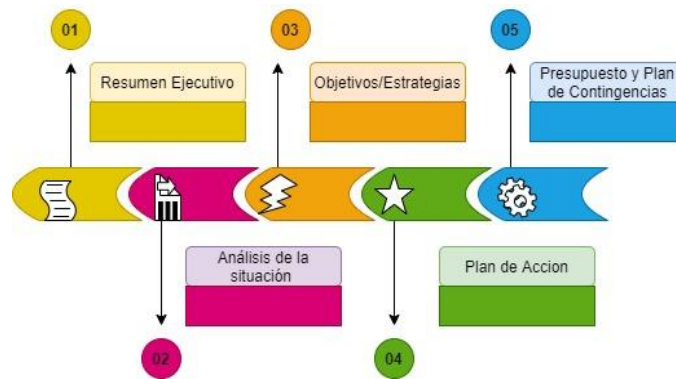 01
Resumen Ejecutivo
03
Objetivos/Estrategias
05
Presupuesto y Plan
de Contingencias
Análisis de la
situación
02
Plan de Accion
04